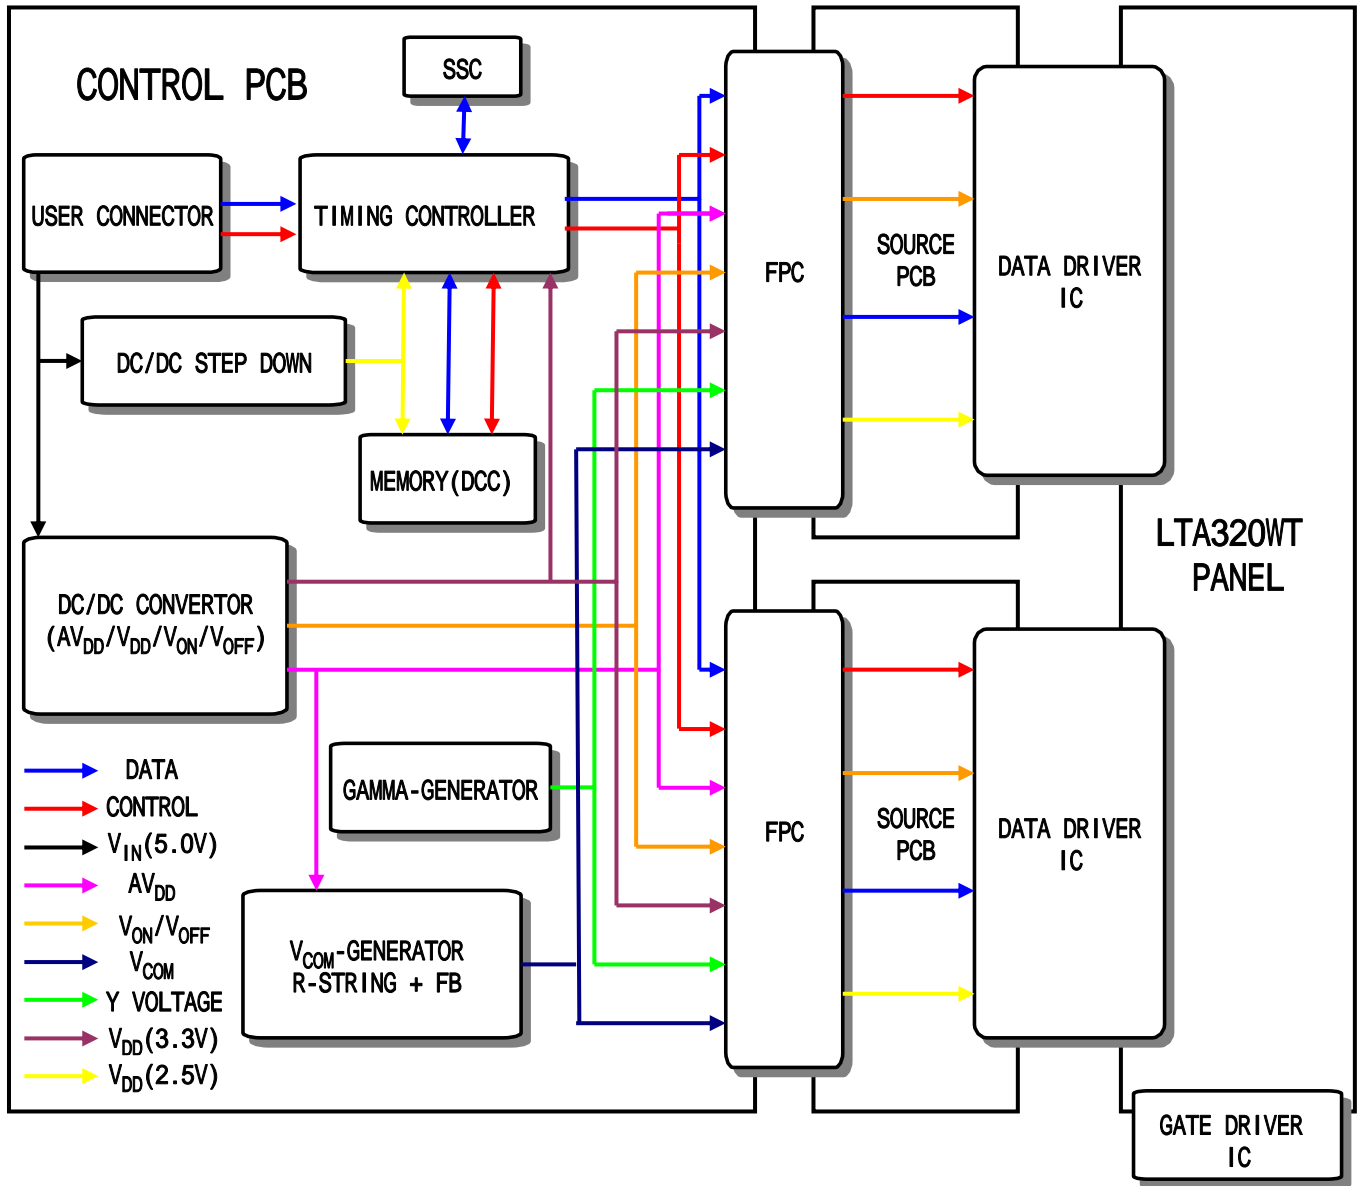 CONTROL PCB
SSC
USER CONNECTOR
TIMING CONTROLLER
DC/DC STEP DOWN
MEMORY(DCC)
DC/DC CONVERTOR
(AVDD/VDD/VON/VOFF)
GAMMA-GENERATOR
VCOM-GENERATOR
R-STRING + FB
DATA
CONTROL
VIN(5.0V)
AVDD
VON/VOFF
VCOM
Y VOLTAGE
VDD(3.3V)
VDD(2.5V)
FPC
SOURCE
PCB
DATA DRIVER
IC
FPC
SOURCE
PCB
DATA DRIVER
IC
LTA320WT
PANEL
GATE DRIVER
IC